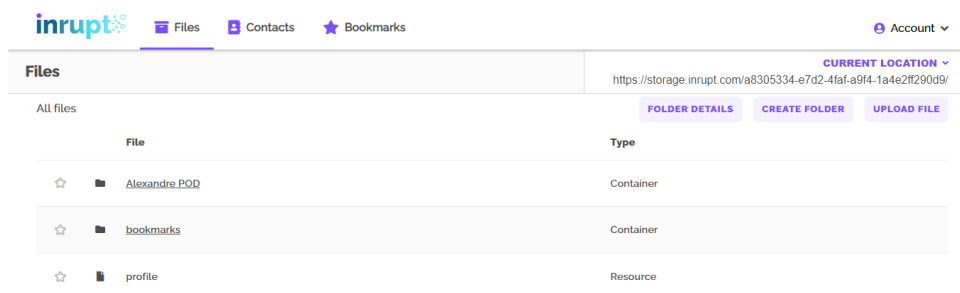 inrupt Files Contacts Bookmarks Account
Files CURRENT LOCATION
https://storage.inrupt.com/a8305334-e7d2-4faf-a9f4-1a4e2ff290d9/
All files FOLDER DETAILS CREATE FOLDER UPLOAD FILE
File Type
Alexandre POD Container
bookmarks Container
profile Resource